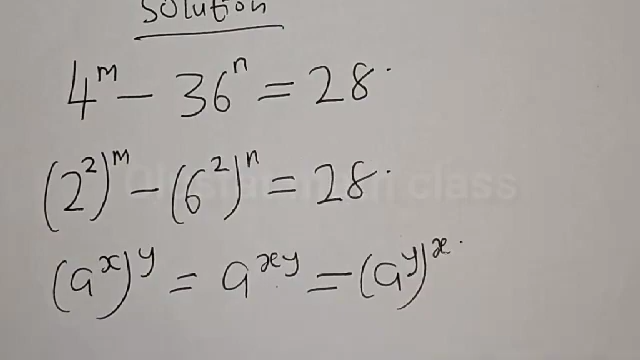 Solution
4^m − 36^n = 28.
(2^2)^m − (6^2)^n = 28.
(a^x)^y = a^xy = (a^y)^x.